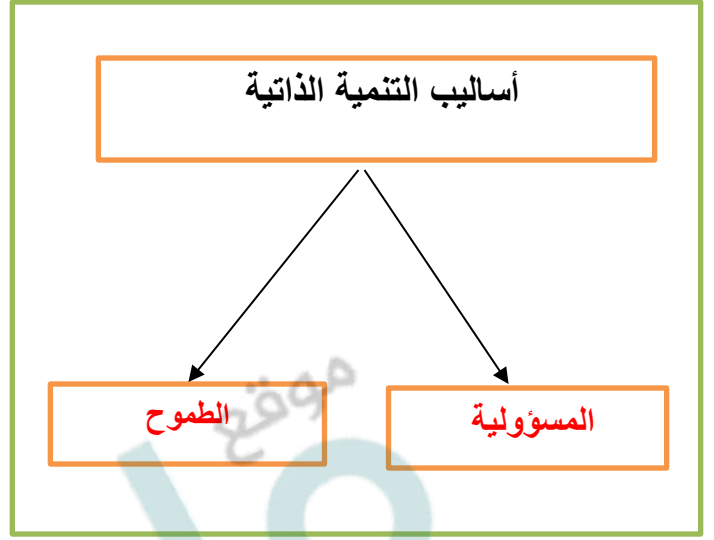 أساليب التنمية الذاتية
المسؤولية
الطموح
موقع